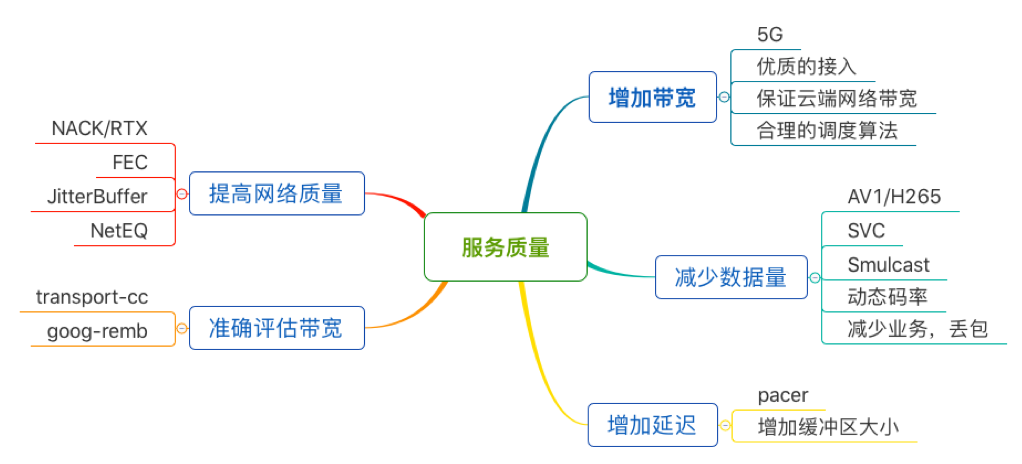 服务质量
增加带宽
5G
优质的接入
保证云端网络带宽
合理的调度算法
减少数据量
AV1/H265
SVC
Smulcast
动态码率
减少业务，丢包
增加延迟
pacer
增加缓冲区大小
提高网络质量
NACK/RTX
FEC
JitterBuffer
NetEQ
准确评估带宽
transport-cc
goog-remb